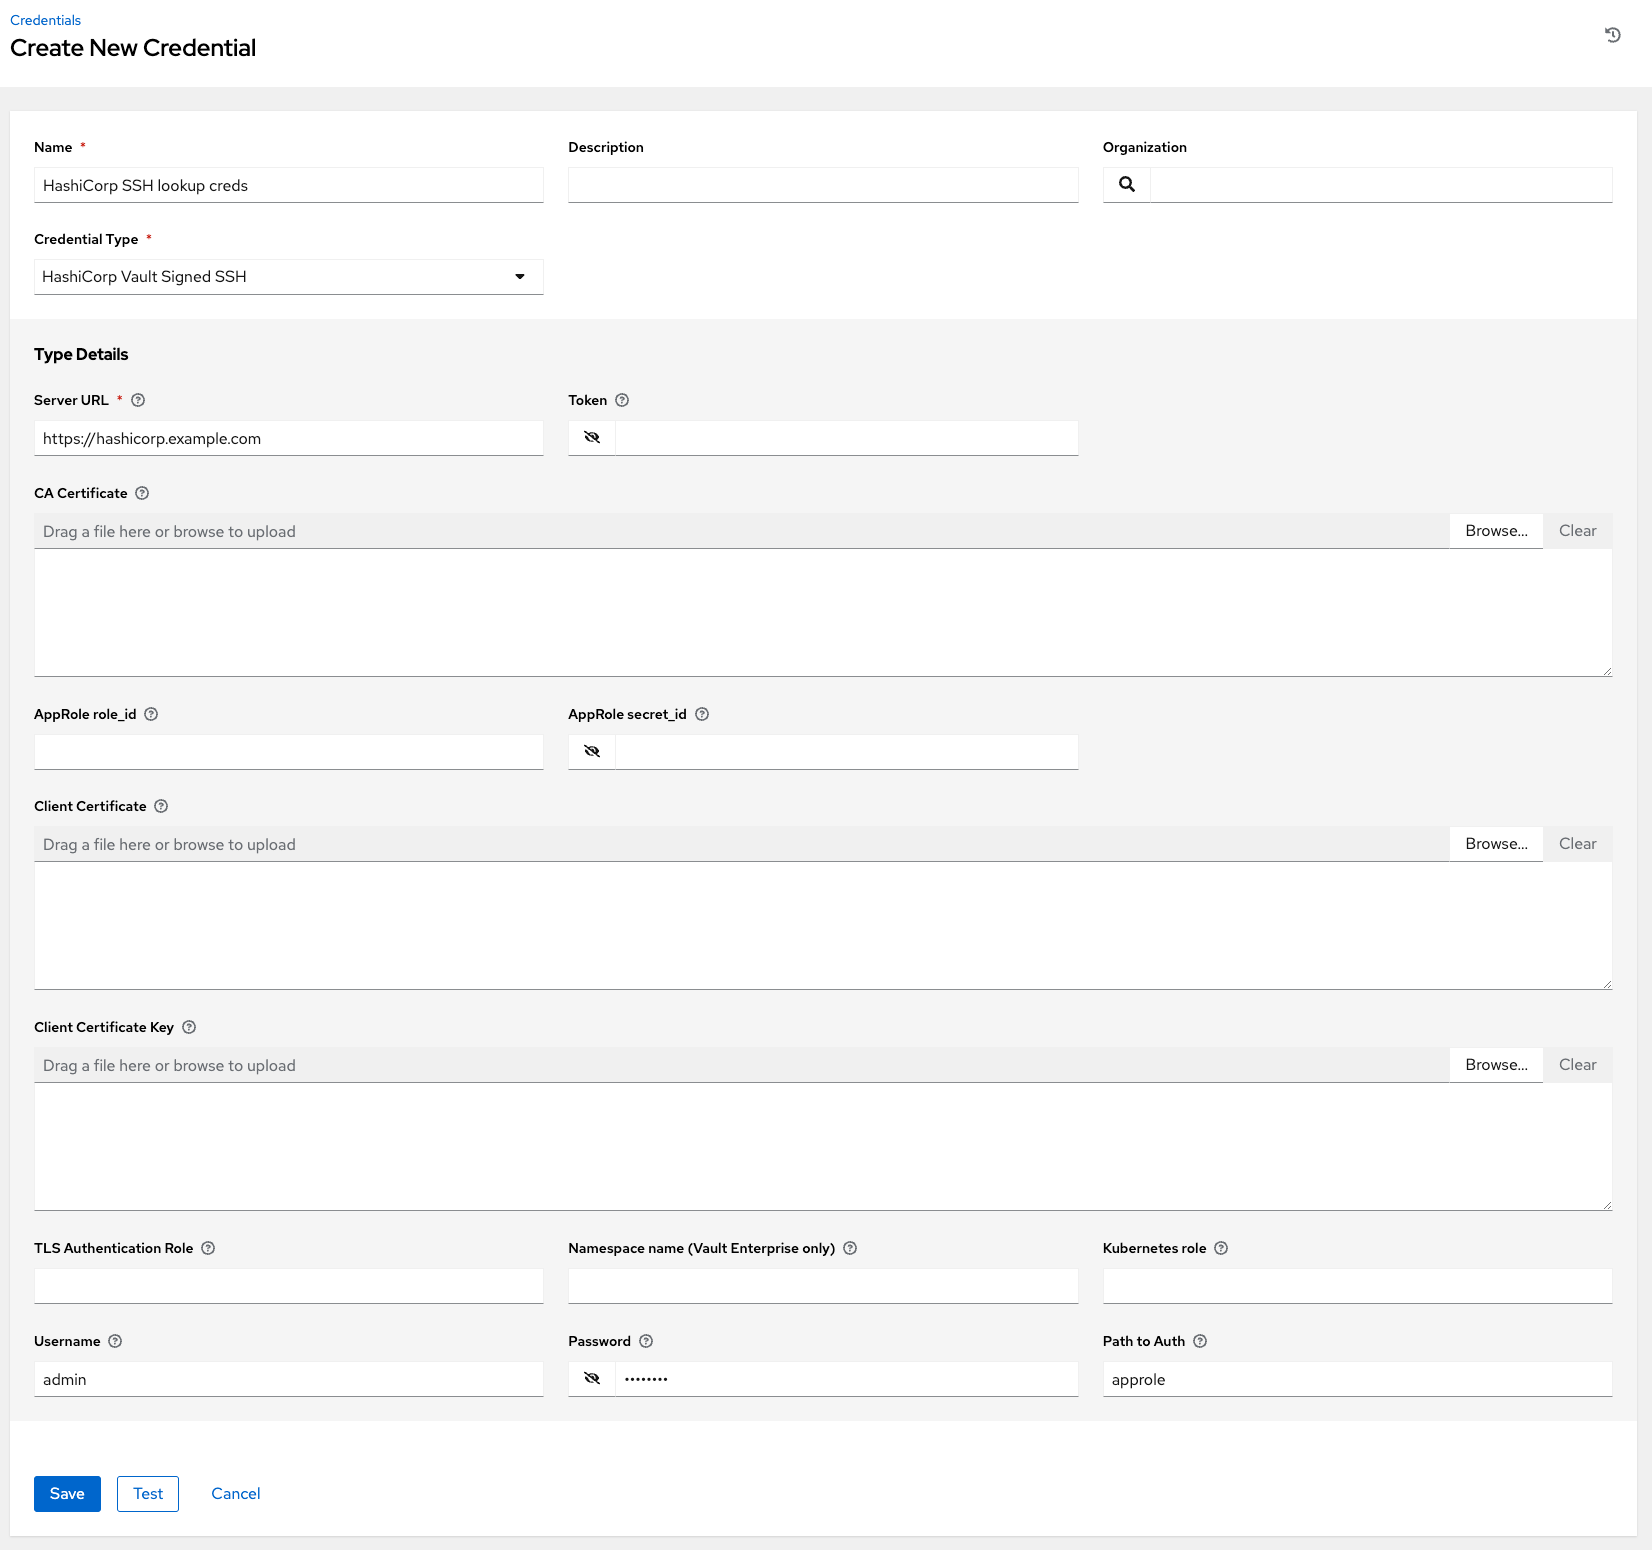 Credentials
Create New Credential
Name *
Description
Organization
HashiCorp SSH lookup creds
Credential Type *
HashiCorp Vault Signed SSH
Type Details
Server URL *
Token
https://hashicorp.example.com
CA Certificate
Drag a file here or browse to upload
Browse...
Clear
AppRole role_id
AppRole secret_id
Client Certificate
Drag a file here or browse to upload
Browse...
Clear
Client Certificate Key
Drag a file here or browse to upload
Browse...
Clear
TLS Authentication Role
Namespace name (Vault Enterprise only)
Kubernetes role
Username
Password
Path to Auth
admin
••••••••
approle
Save
Test
Cancel